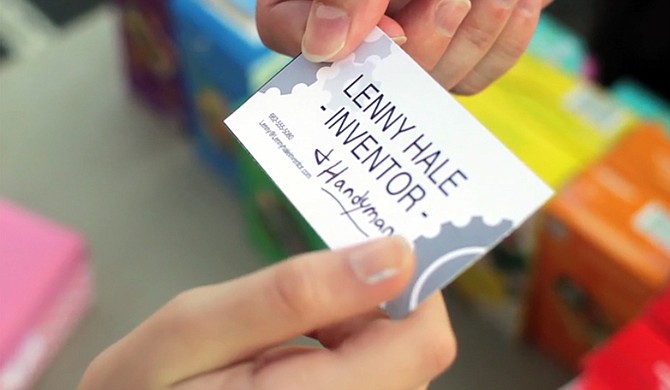 LENNY HALE
- INVENTOR -
& Handyman